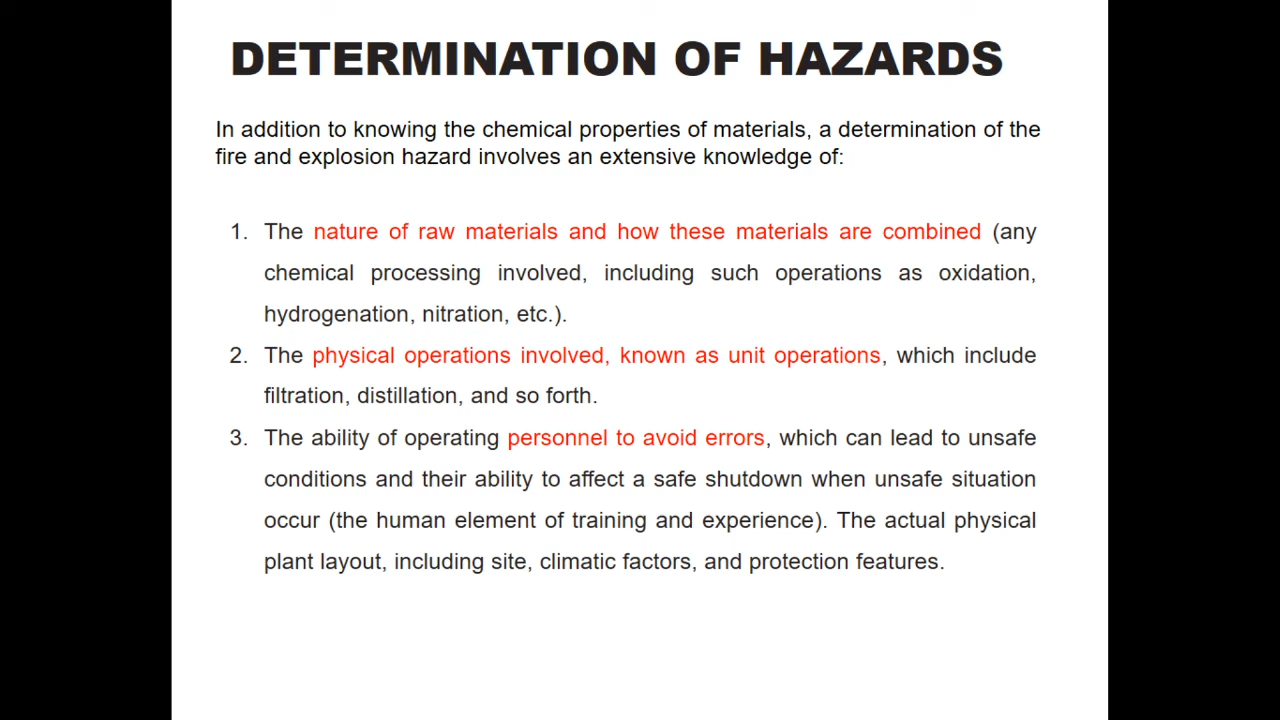 DETERMINATION OF HAZARDS
In addition to knowing the chemical properties of materials, a determination of the
fire and explosion hazard involves an extensive knowledge of:
1. The nature of raw materials and how these materials are combined (any
chemical processing involved, including such operations as oxidation,
hydrogenation, nitration, etc.).
2. The physical operations involved, known as unit operations, which include
filtration, distillation, and so forth.
3. The ability of operating personnel to avoid errors, which can lead to unsafe
conditions and their ability to affect a safe shutdown when unsafe situation
occur (the human element of training and experience). The actual physical
plant layout, including site, climatic factors, and protection features.